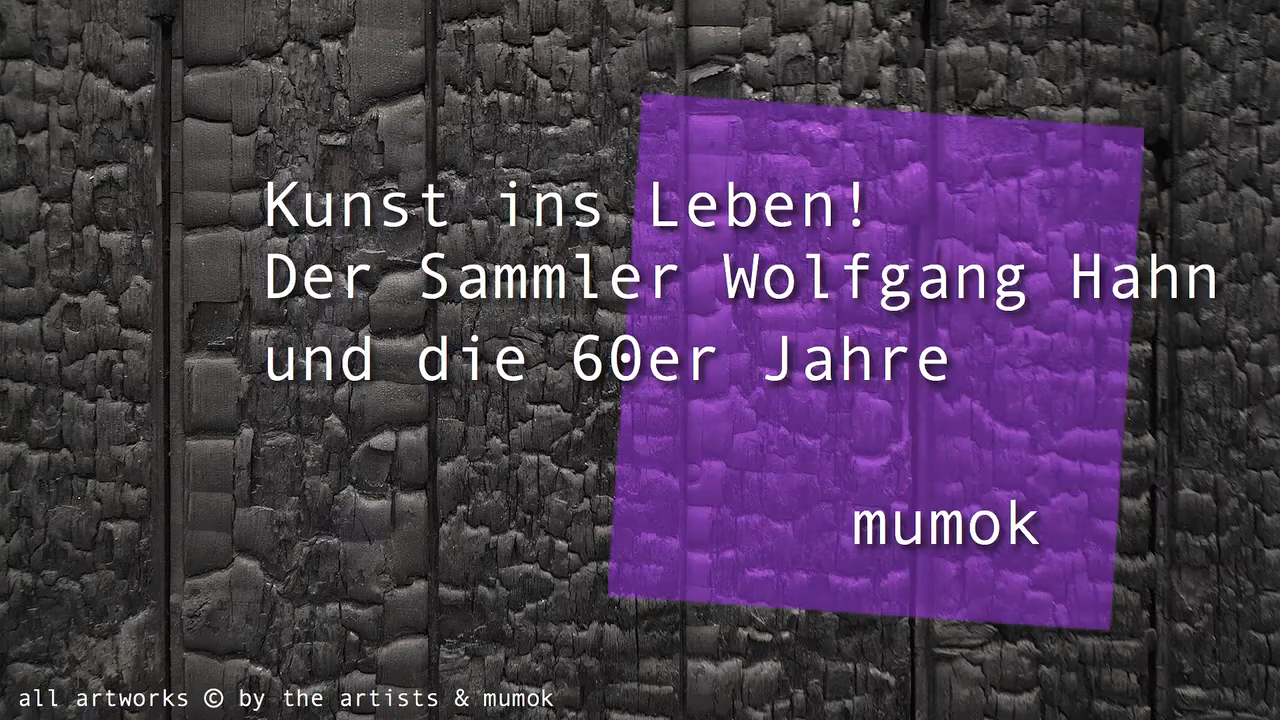 Kunst ins Leben!
Der Sammler Wolfgang Hahn
und die 60er Jahre
mumok
all artworks © by the artists & mumok